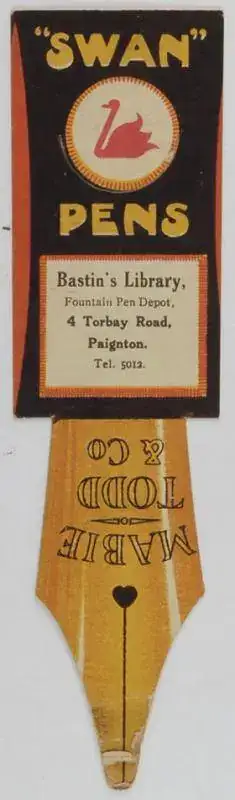 "SWAN"
PENS
Bastin's Library,
Fountain Pen Depot,
4 Torbay Road,
Paignton.
Tel. 5012.
MABIE
TODD
& Co